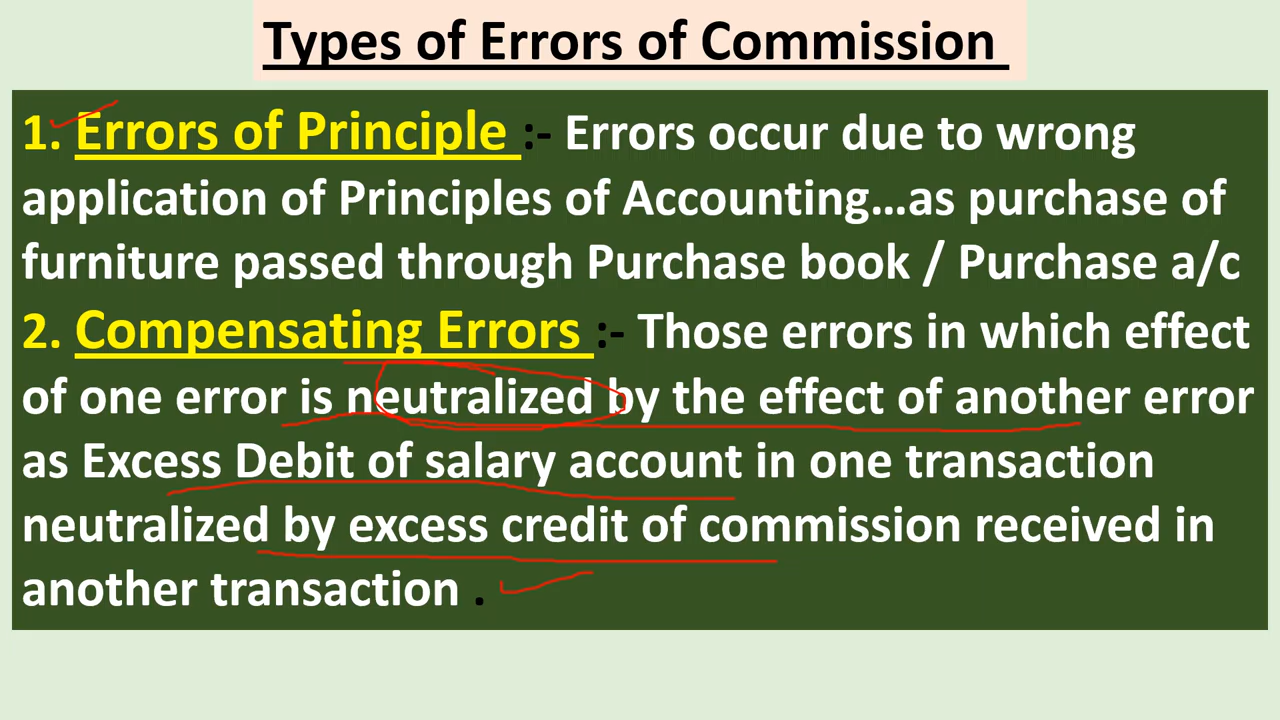 Types of Errors of Commission
1. Errors of Principle :- Errors occur due to wrong
application of Principles of Accounting...as purchase of
furniture passed through Purchase book / Purchase a/c
2. Compensating Errors :- Those errors in which effect
of one error is neutralized by the effect of another error
as Excess Debit of salary account in one transaction
neutralized by excess credit of commission received in
another transaction .